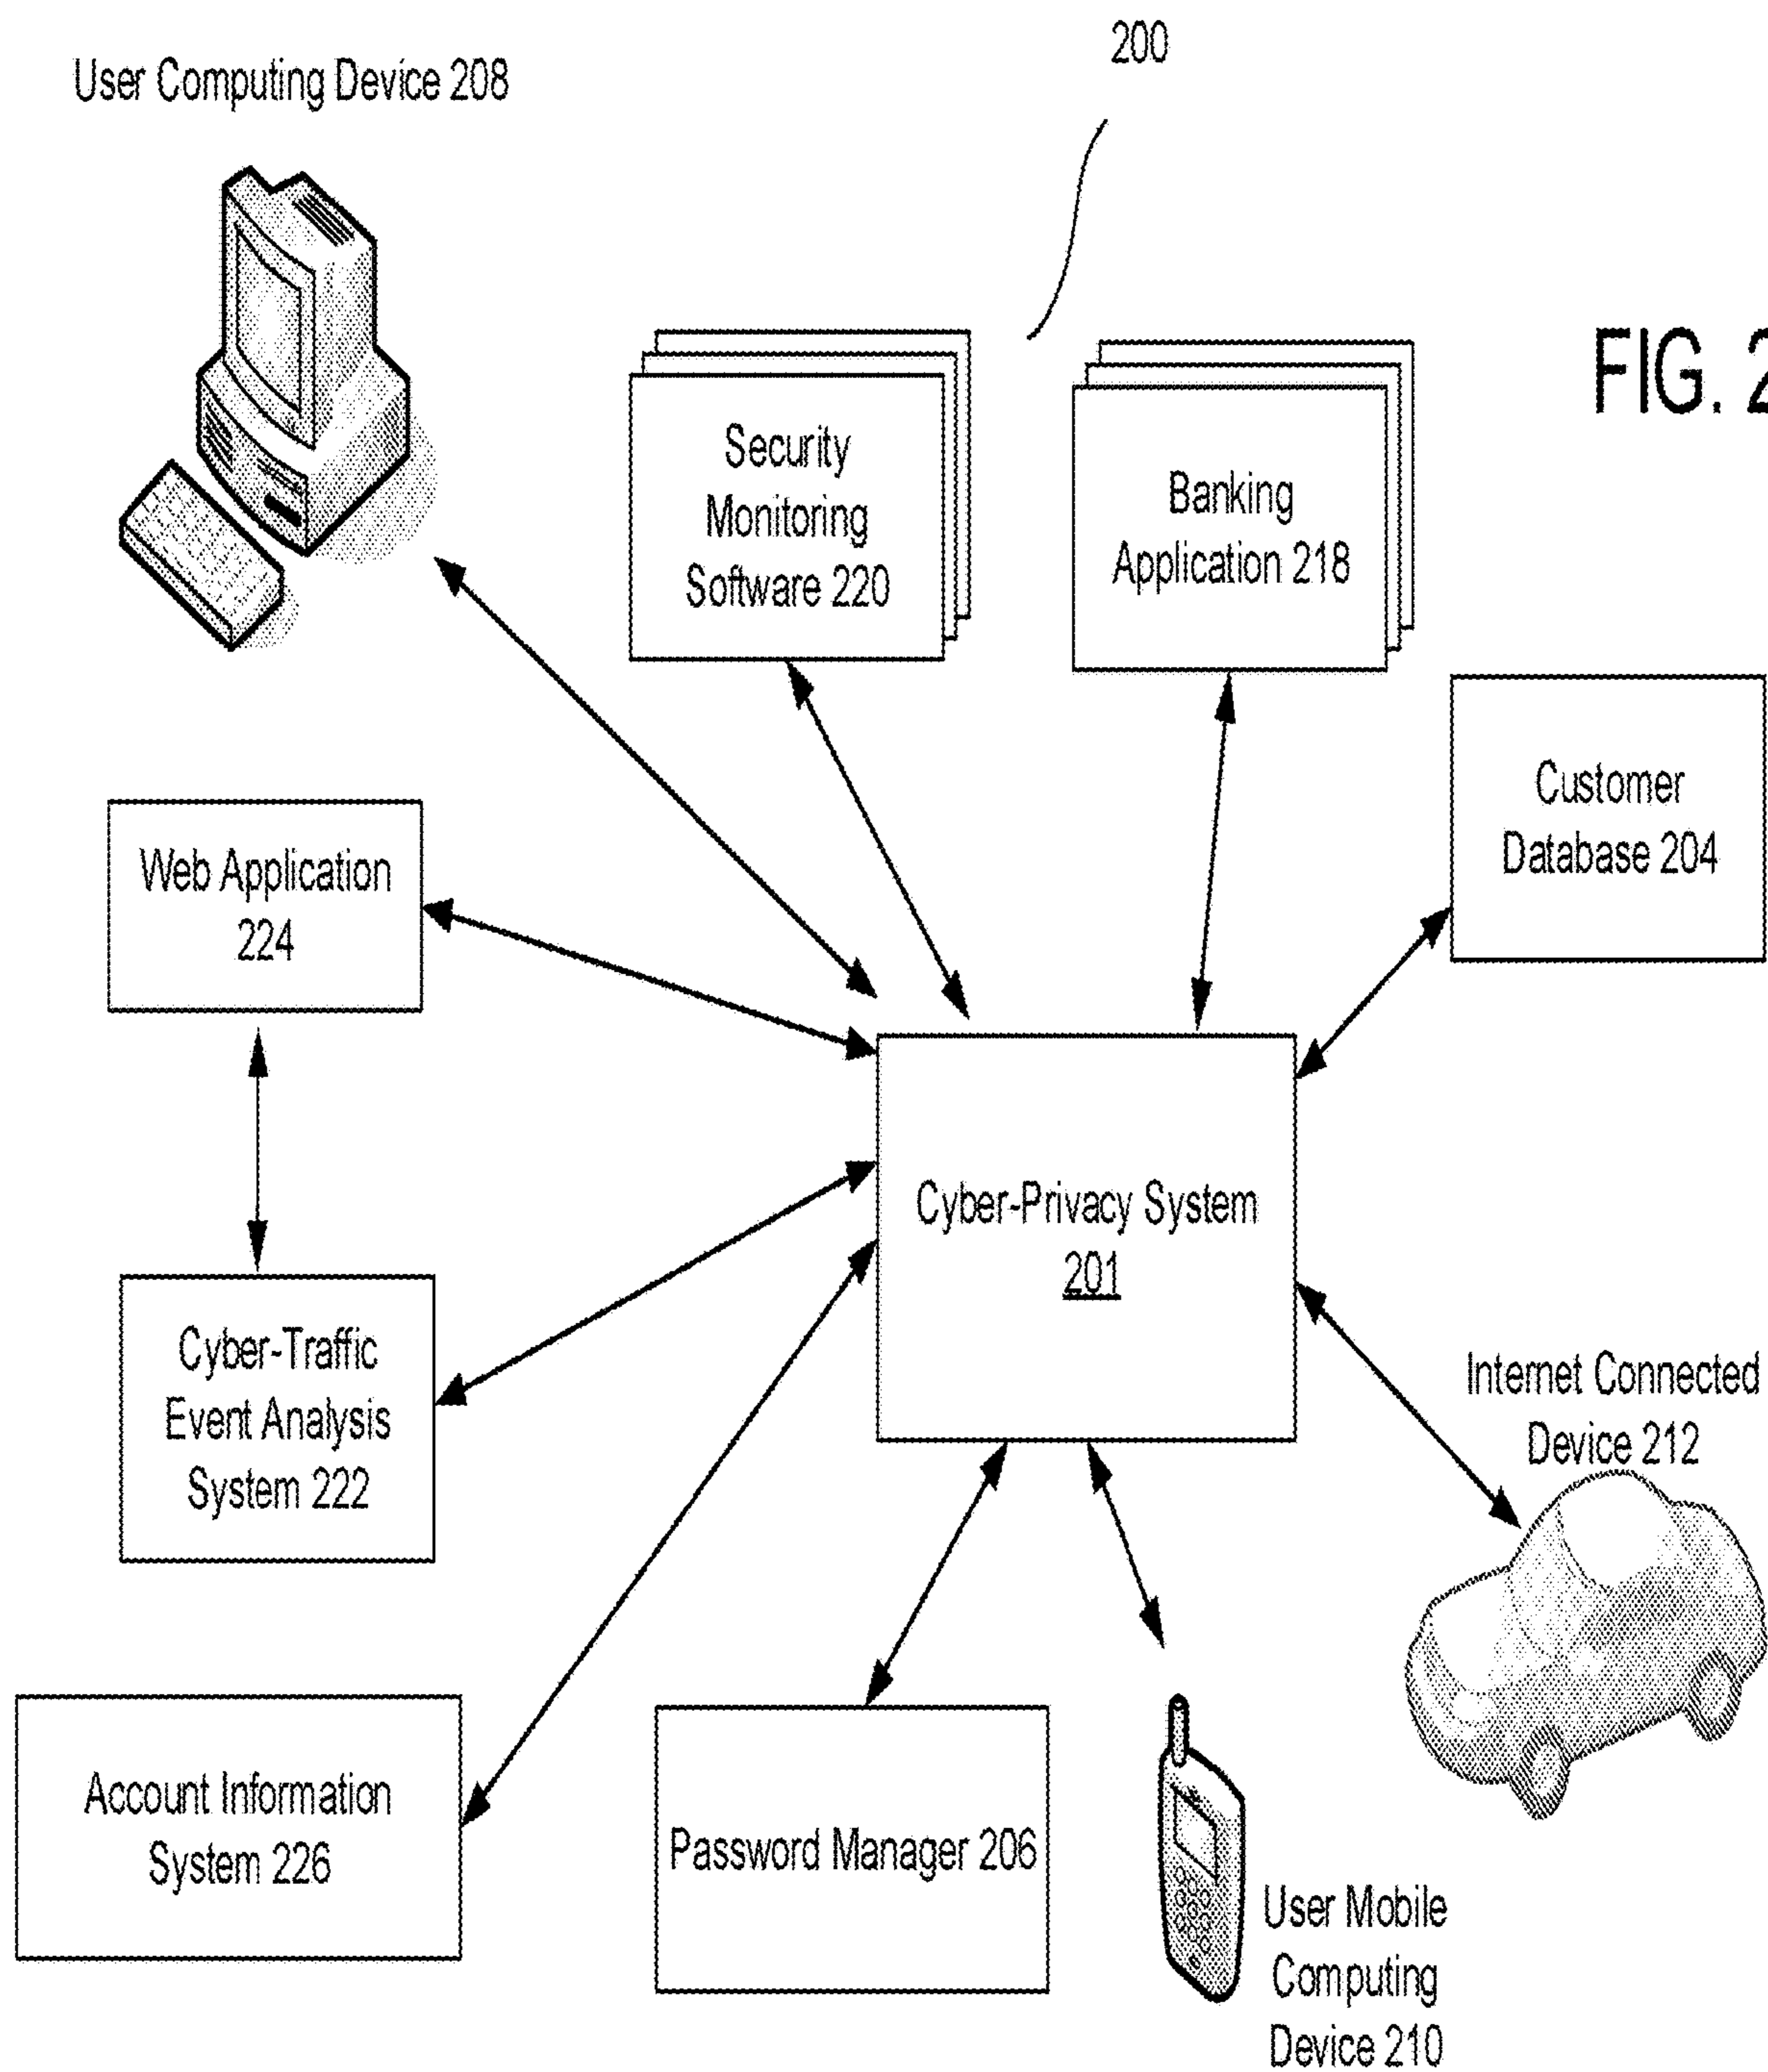 200
User Computing Device 208
FIG. 2
Security
Monitoring
Software 220
Banking
Application 218
Customer
Database 204
Web Application
224
Cyber-Privacy System
201
Cyber-Traffic
Event Analysis
System 222
Internet Connected
Device 212
Account Information
System 226
Password Manager 206
User Mobile
Computing
Device 210